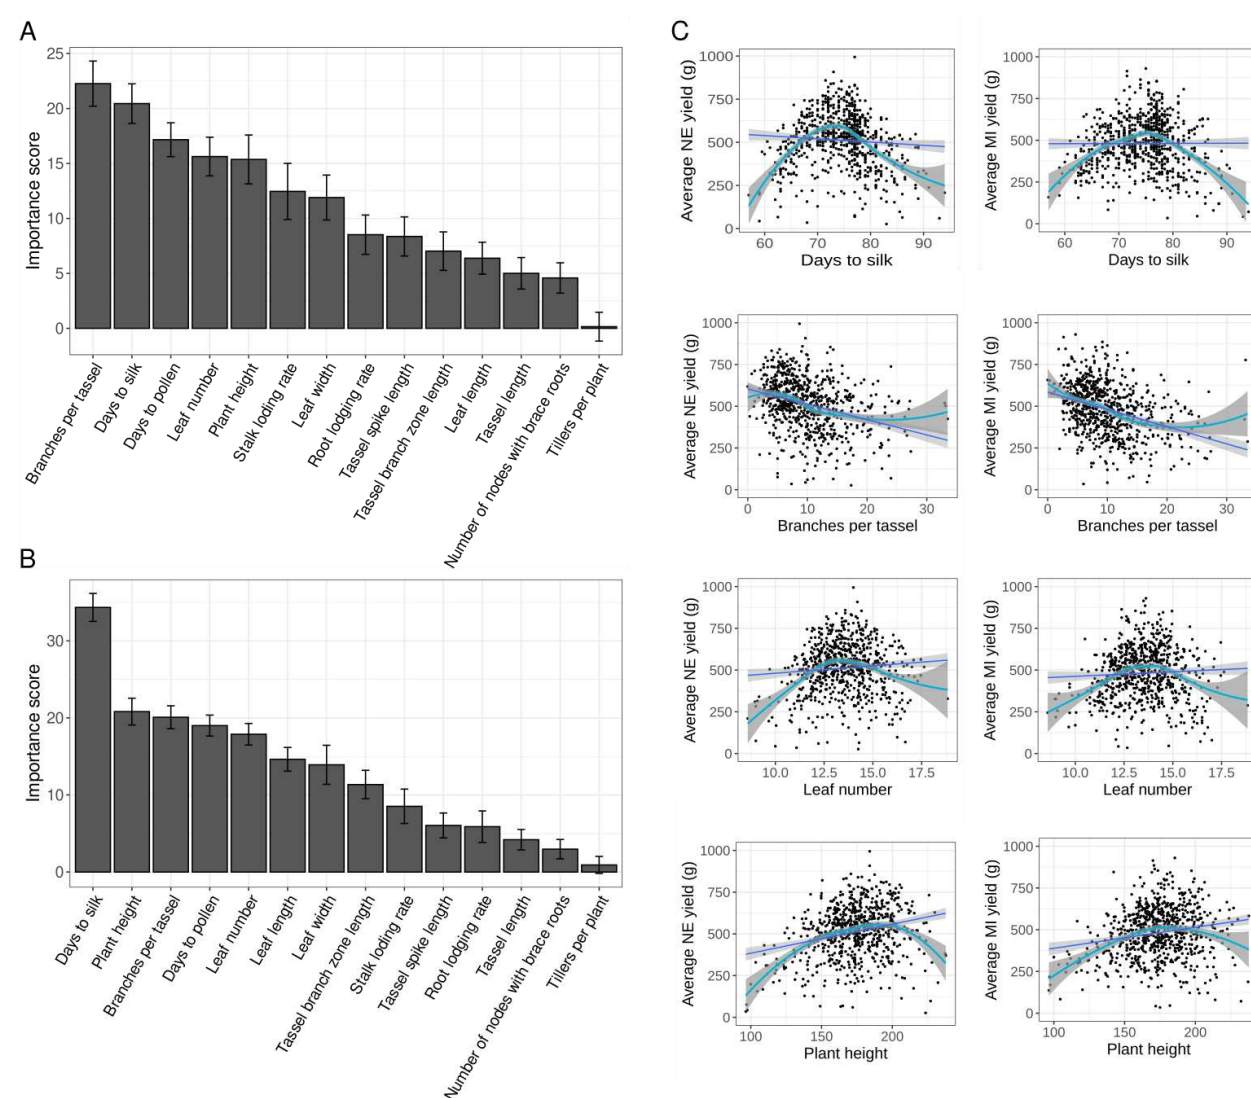 A
25
20
15
10
5
0
Importance score
Branches per tassel
Days to silk
Days to pollen
Leaf number
Plant height
Stalk loding rate
Leaf width
Root lodging rate
Tassel spike length
Tassel branch zone length
Leaf length
Tassel length
Number of nodes with brace roots
Tillers per plant
B
30
20
10
0
Importance score
Days to silk
Plant height
Branches per tassel
Days to pollen
Leaf number
Leaf length
Leaf width
Tassel branch zone length
Stalk loding rate
Tassel spike length
Root lodging rate
Tassel length
Number of nodes with brace roots
Tillers per plant
C
1000
750
500
250
0
Average NE yield (g)
60 70 80 90
Days to silk
1000
750
500
250
0
Average MI yield (g)
60 70 80 90
Days to silk
1000
750
500
250
0
Average NE yield (g)
0 10 20 30
Branches per tassel
1000
750
500
250
0
Average MI yield (g)
0 10 20 30
Branches per tassel
1000
750
500
250
0
Average NE yield (g)
10.0 12.5 15.0 17.5
Leaf number
1000
750
500
250
0
Average MI yield (g)
10.0 12.5 15.0 17.5
Leaf number
1000
750
500
250
0
Average NE yield (g)
100 150 200
Plant height
1000
750
500
250
0
Average MI yield (g)
100 150 200
Plant height